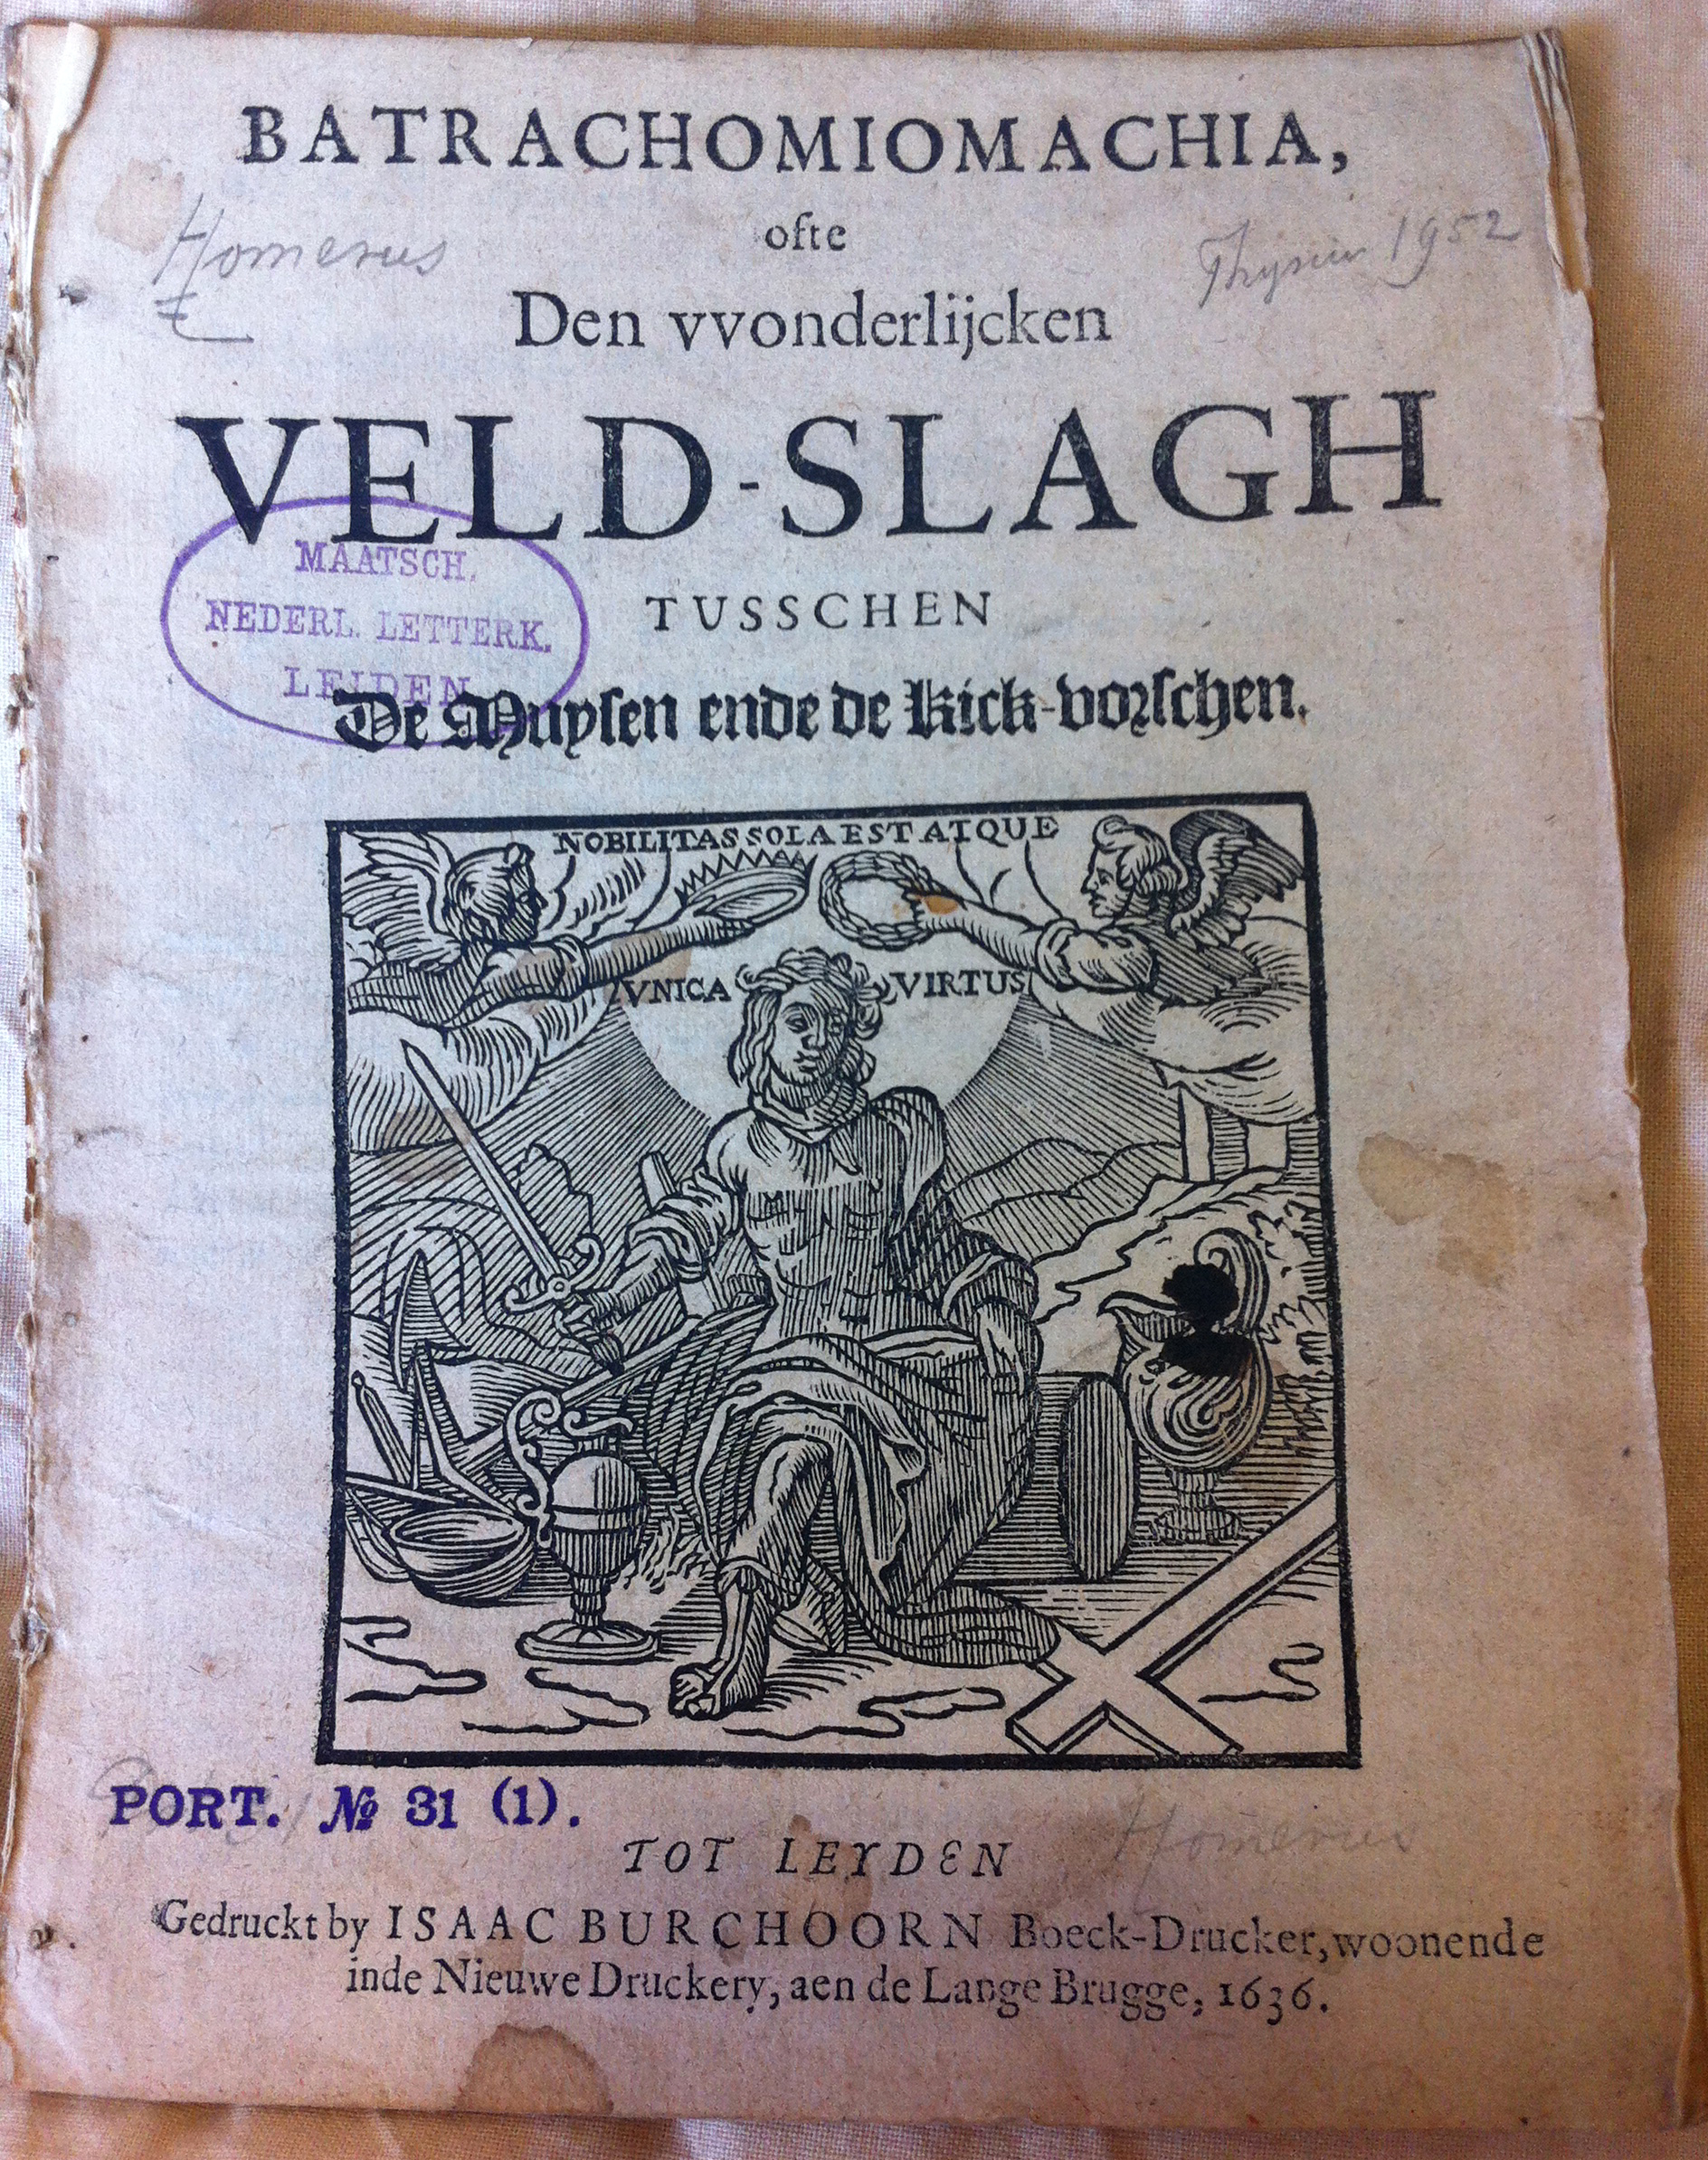 BATRACHOMIOMACHIA,
ofte
Homerus
Thysius 1952
Den vvonderlijcken
VELD-SLAGH
MAATSCH.
NEDERL. LETTERK.
LEIDEN
TUSSCHEN
De Muysen ende de Kick-vorschen.
NOBILITAS SOLA EST ATQUE
VNICA VIRTUS
PORT. № 31 (1).
TOT LEYDEN
Homerus
Gedruckt by ISAAC BURCHOORN Boeck-Drucker, woonende
inde Nieuwe Druckery, aen de Lange Brugge, 1636.